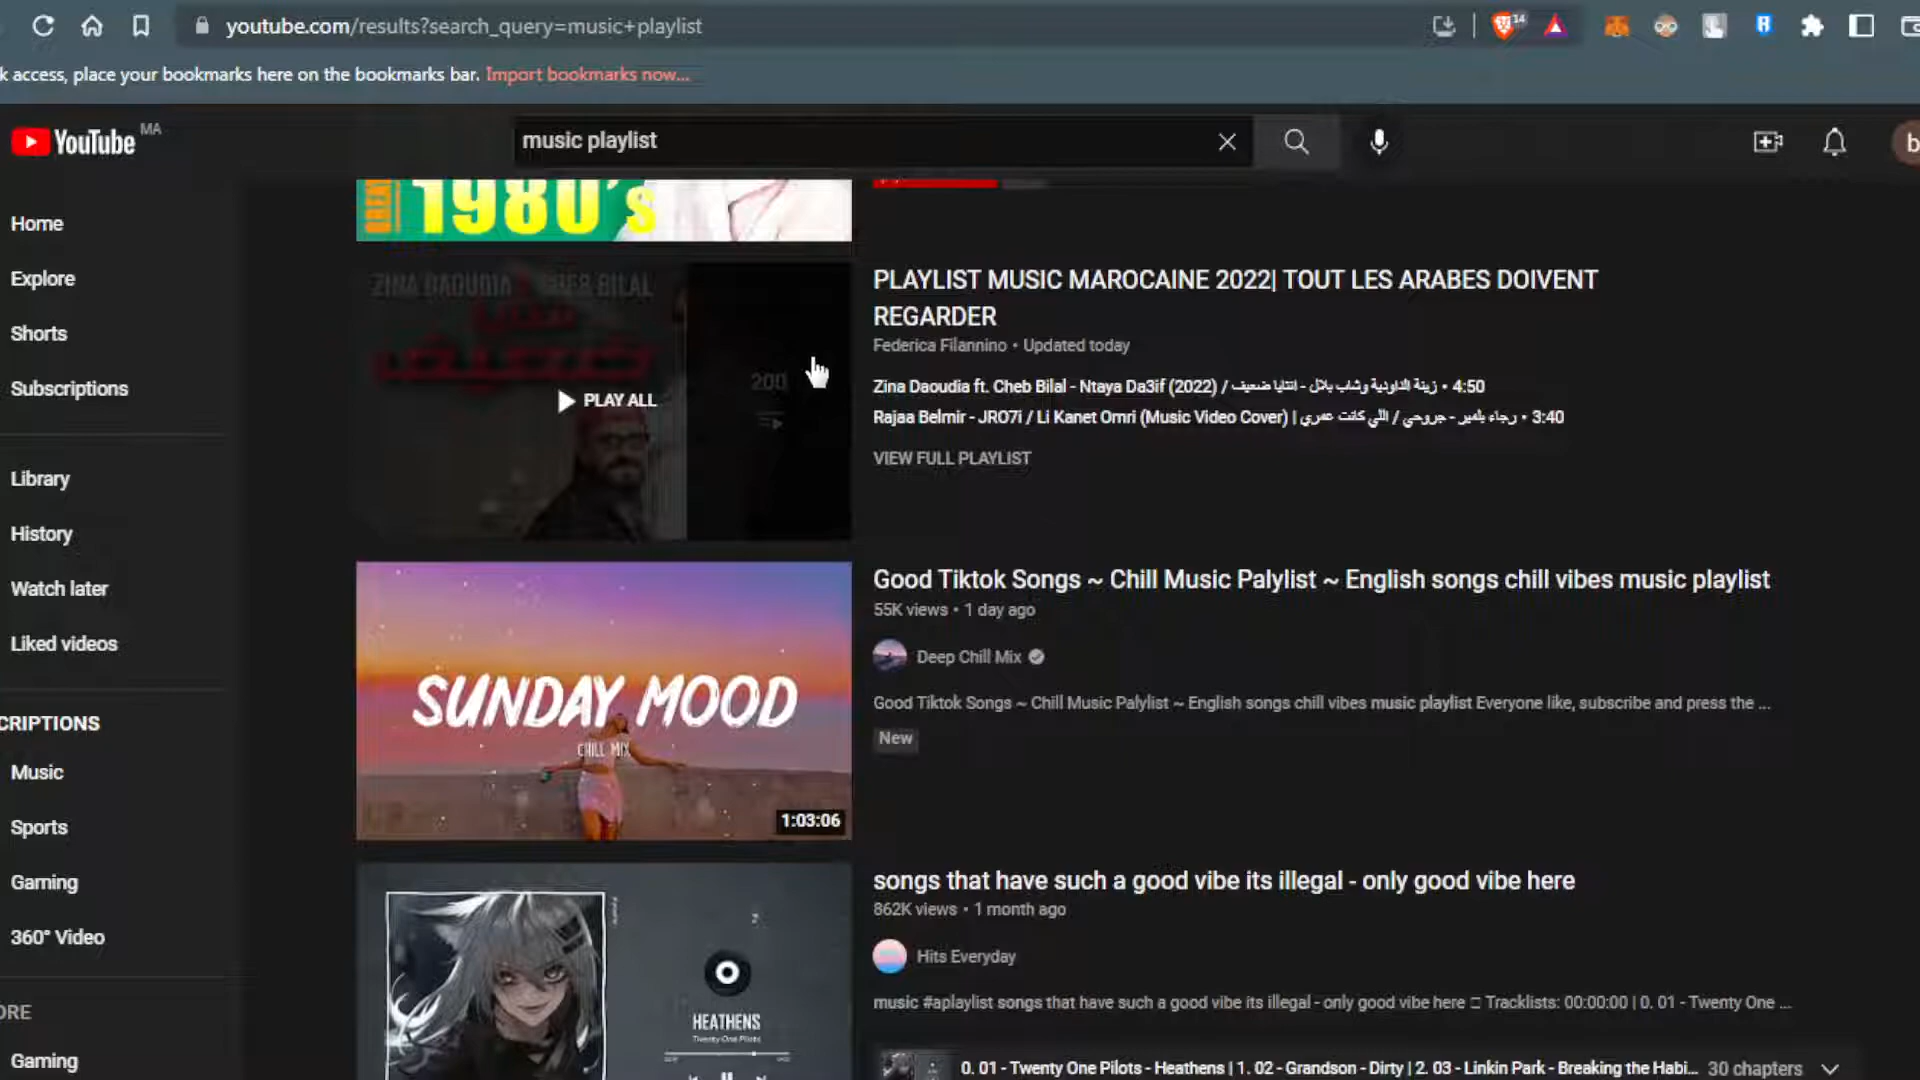 youtube.com/results?search_query=music+playlist
14
k access, place your bookmarks here on the bookmarks bar. Import bookmarks now...
YouTube MA
music playlist
b
Home
Explore
Shorts
Subscriptions
Library
History
Watch later
Liked videos
CRIPTIONS
Music
Sports
Gaming
360° Video
ORE
Gaming
1980's
ZINA DAOUDIA
CHEB BILAL
ضعيف
200
PLAY ALL
PLAYLIST MUSIC MAROCAINE 2022| TOUT LES ARABES DOIVENT
REGARDER
Federica Filannino • Updated today
Zina Daoudia ft. Cheb Bilal - Ntaya Da3if (2022) / زينة الداودية وشاب بلال - انتايا ضعيف • 4:50
Rajaa Belmir - JRO7i / Li Kanet Omri (Music Video Cover) | رجاء بلمير - جروحي / اللي كانت عمري • 3:40
VIEW FULL PLAYLIST
SUNDAY MOOD
CHILL MIX
1:03:06
Good Tiktok Songs ~ Chill Music Palylist ~ English songs chill vibes music playlist
55K views • 1 day ago
Deep Chill Mix
Good Tiktok Songs ~ Chill Music Palylist ~ English songs chill vibes music playlist Everyone like, subscribe and press the ...
New
HEATHENS
Twenty One Pilots
songs that have such a good vibe its illegal - only good vibe here
862K views • 1 month ago
Hits Everyday
music #aplaylist songs that have such a good vibe its illegal - only good vibe here □ Tracklists: 00:00:00 | 0. 01 - Twenty One ...
0. 01 - Twenty One Pilots - Heathens | 1. 02 - Grandson - Dirty | 2. 03 - Linkin Park - Breaking the Habi... 30 chapters